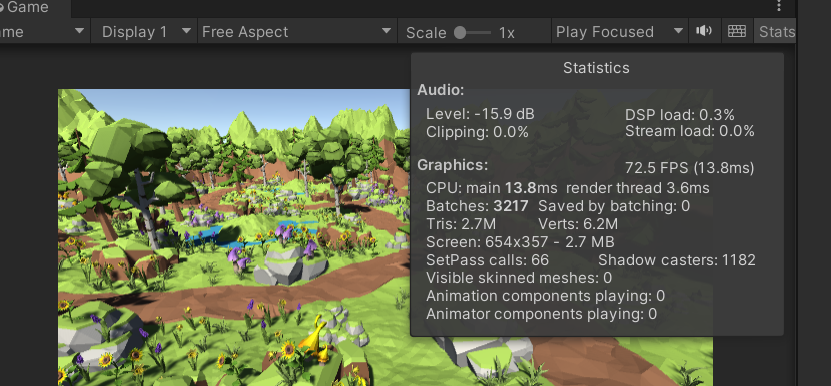 Game
me Display 1 Free Aspect Scale 1x Play Focused Stats
Statistics
Audio:
Level: -15.9 dB DSP load: 0.3%
Clipping: 0.0% Stream load: 0.0%
Graphics: 72.5 FPS (13.8ms)
CPU: main 13.8ms render thread 3.6ms
Batches: 3217 Saved by batching: 0
Tris: 2.7M Verts: 6.2M
Screen: 654x357 - 2.7 MB
SetPass calls: 66 Shadow casters: 1182
Visible skinned meshes: 0
Animation components playing: 0
Animator components playing: 0